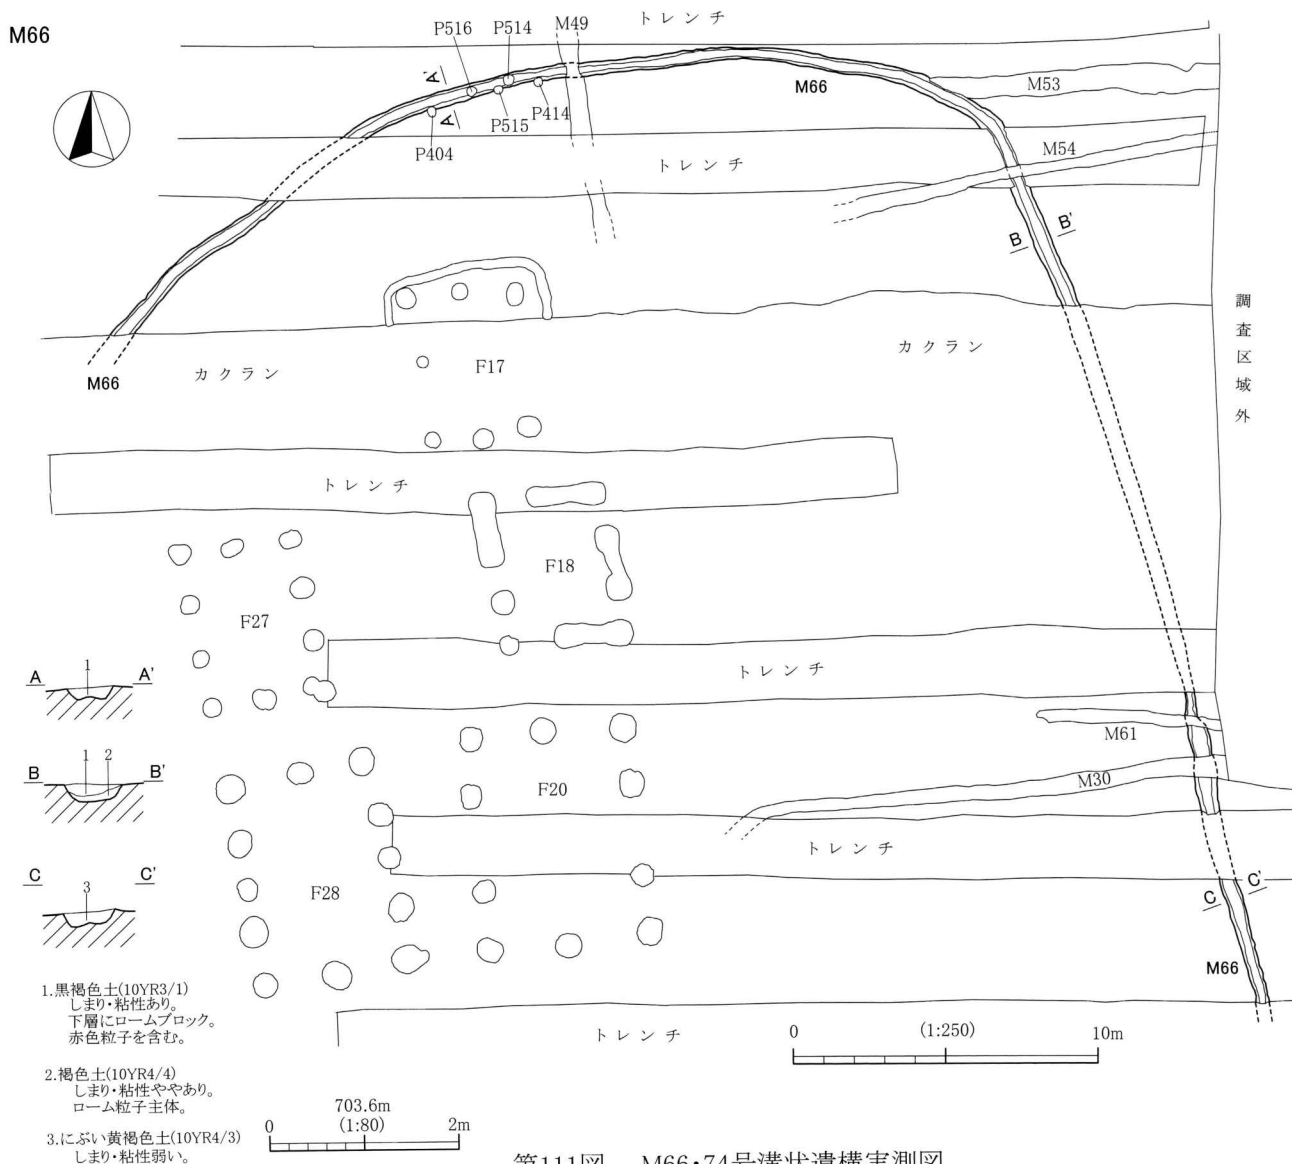 M66
トレンチ
P516
P514
M49
A'
A
M66
M53
P404
P515
P414
M54
トレンチ
B
B'
調査区域外
カクラン
カクラン
F17
M66
トレンチ
F18
F27
トレンチ
A
1
A'
M61
B
1
2
B'
M30
F20
トレンチ
C
3
C'
F28
C
C'
M66
1.黒褐色土(10YR3/1)
しまり・粘性あり。
下層にロームブロック。
赤色粒子を含む。
トレンチ
0
(1:250)
10m
2.褐色土(10YR4/4)
しまり・粘性ややあり。
ローム粒子主体。
703.6m
0
(1:80)
2m
3.にぶい黄褐色土(10YR4/3)
しまり・粘性弱い。
第111図 M66・74号溝状遺構実測図